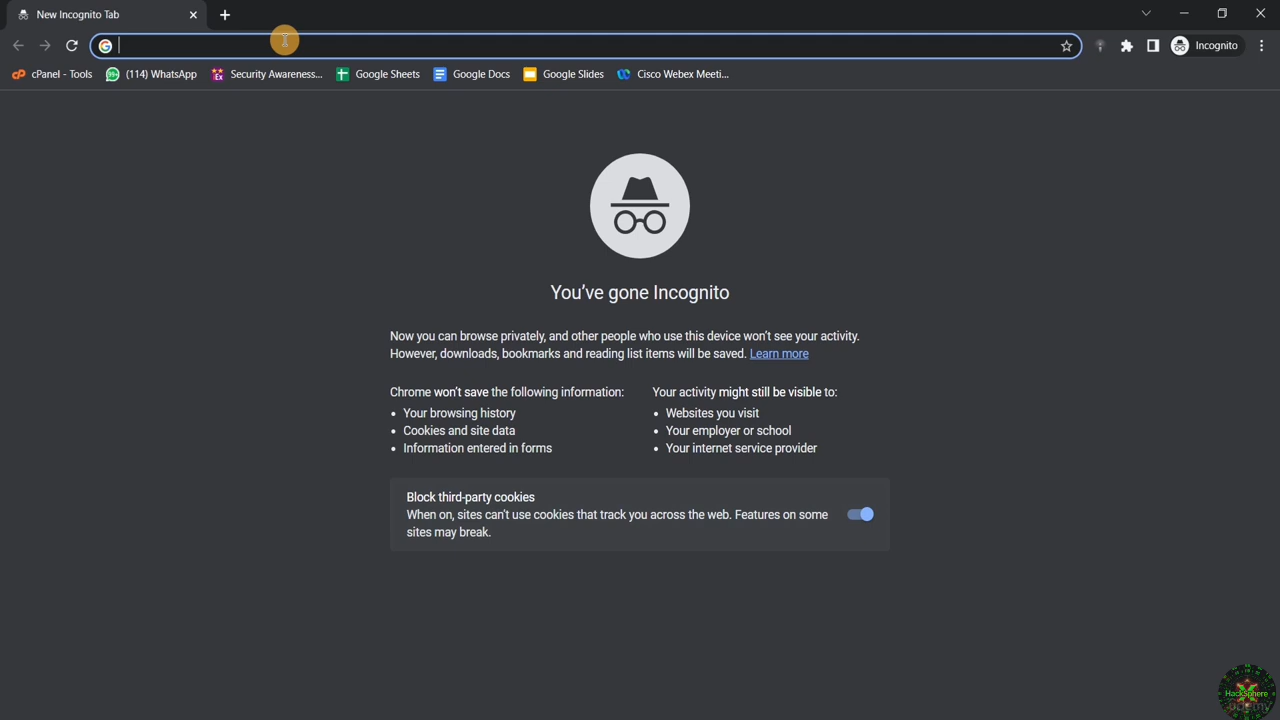 New Incognito Tab
Incognito
cPanel - Tools
(114) WhatsApp
Security Awareness...
Google Sheets
Google Docs
Google Slides
Cisco Webex Meeti...
You've gone Incognito
Now you can browse privately, and other people who use this device won't see your activity.
However, downloads, bookmarks and reading list items will be saved. Learn more
Chrome won't save the following information:
Your browsing history
Cookies and site data
Information entered in forms
Your activity might still be visible to:
Websites you visit
Your employer or school
Your internet service provider
Block third-party cookies
When on, sites can't use cookies that track you across the web. Features on some
sites may break.
HackSphere